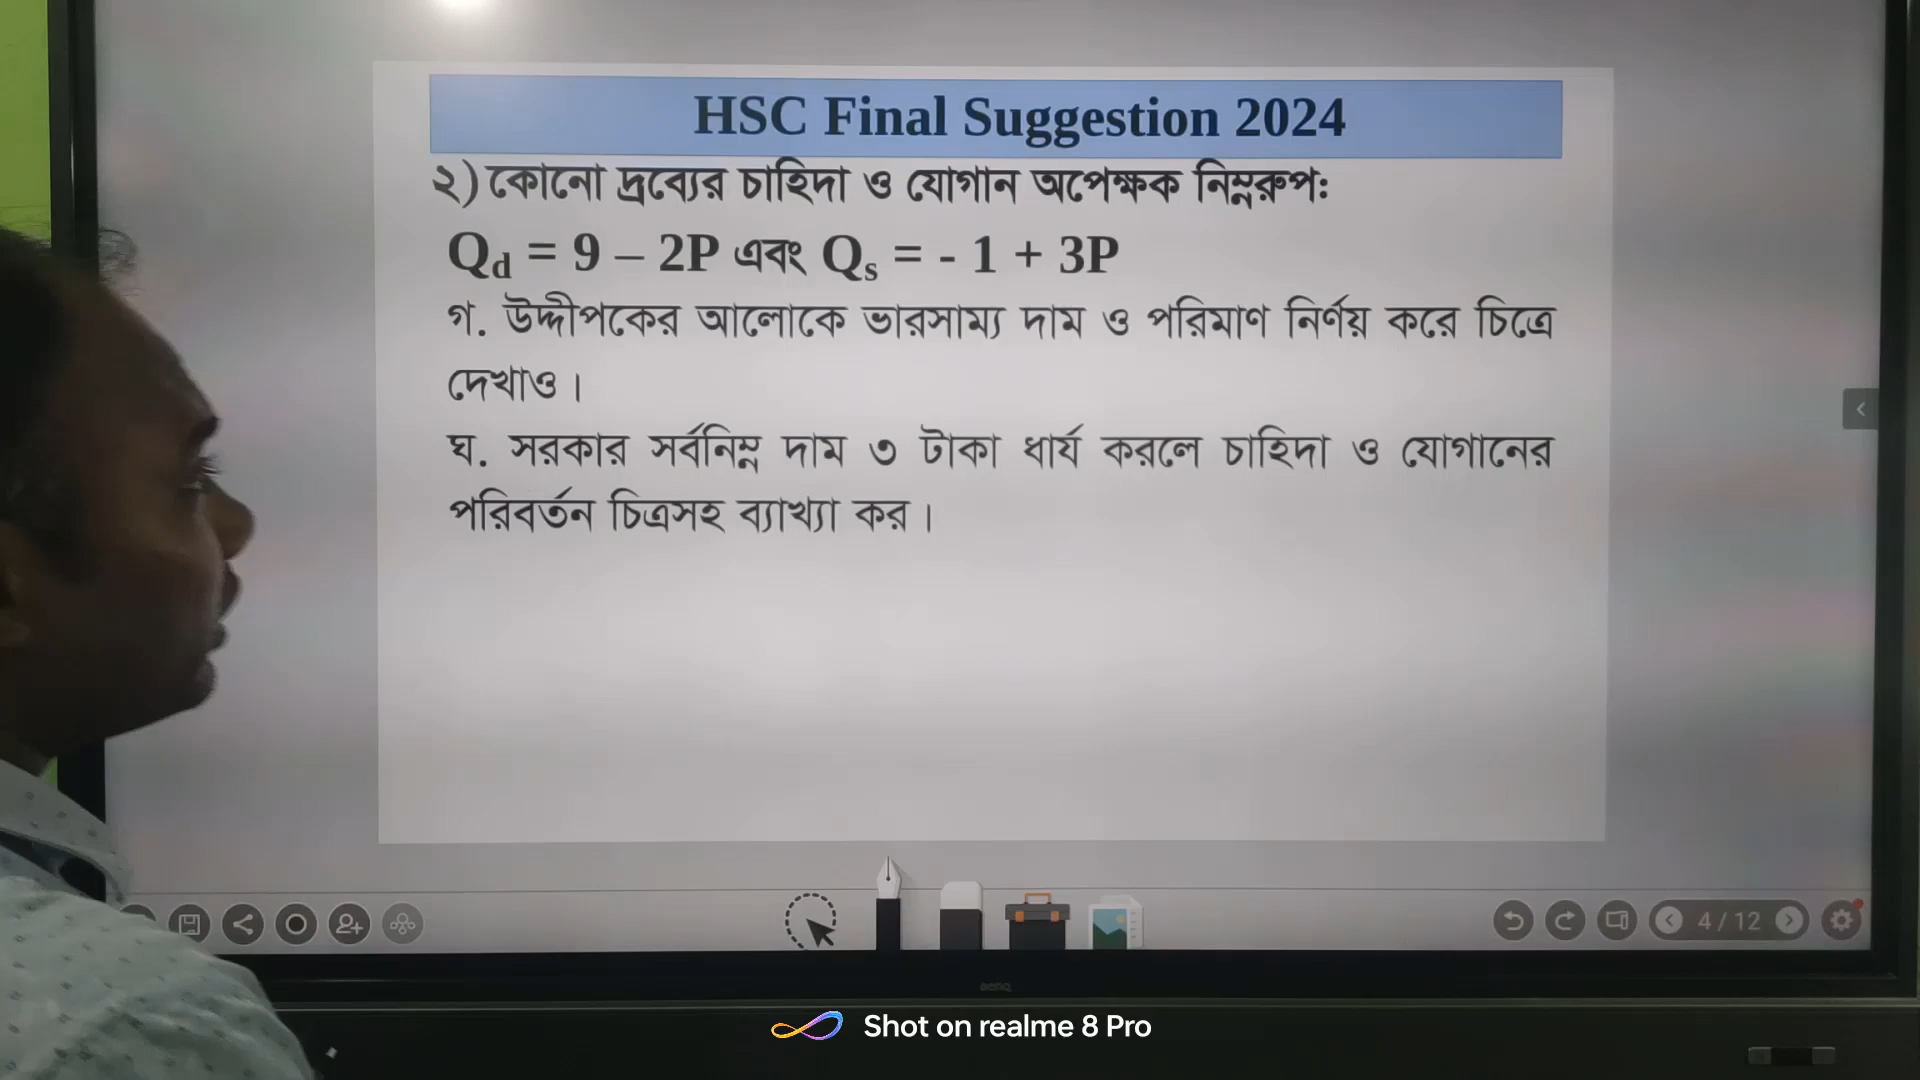 HSC Final Suggestion 2024
২) কোনো দ্রব্যের চাহিদা ও যোগান অপেক্ষক নিম্নরুপঃ
Qd = 9 – 2P এবং Qs = - 1 + 3P
গ. উদ্দীপকের আলোকে ভারসাম্য দাম ও পরিমাণ নির্ণয় করে চিত্রে
দেখাও।
ঘ. সরকার সর্বনিম্ন দাম ৩ টাকা ধার্য করলে চাহিদা ও যোগানের
পরিবর্তন চিত্রসহ ব্যাখ্যা কর।
4 / 12
BenQ
Shot on realme 8 Pro